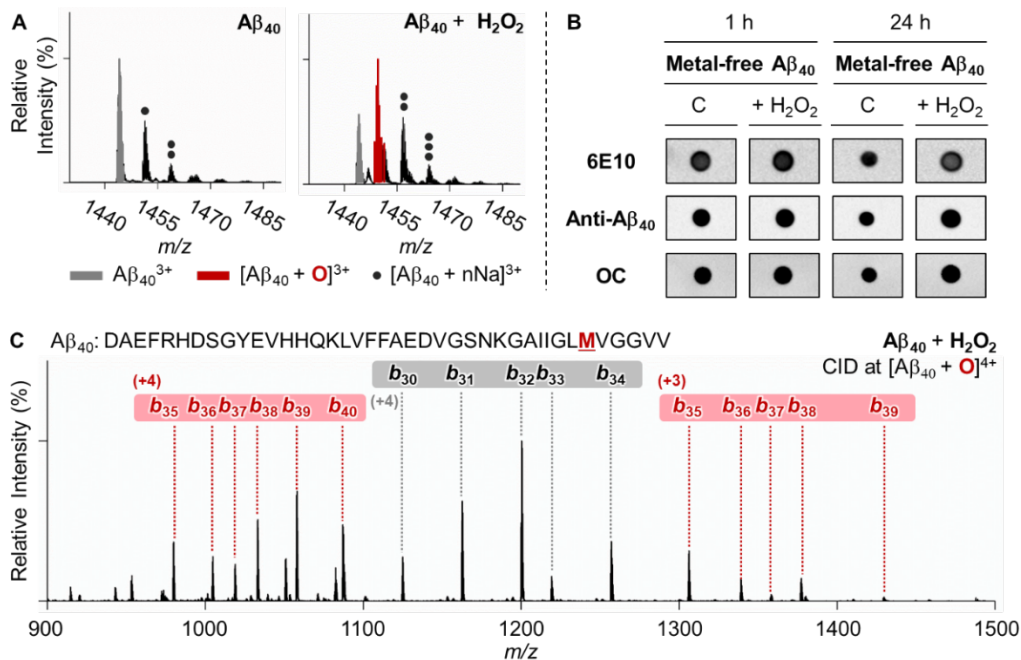 A
Aβ40
Aβ40 + H2O2
Relative Intensity (%)
1440 1455 1470 1485
m/z
1440 1455 1470 1485
m/z
Aβ40³⁺ [Aβ40 + O]³⁺ ● [Aβ40 + nNa]³⁺
B
1 h 24 h
Metal-free Aβ40 Metal-free Aβ40
C + H2O2 C + H2O2
6E10
Anti-Aβ40
OC
C
Aβ40: DAEFRHDSGYEVHHQKLVFFAEDVGSNKGAIIGLMVGGVV
Aβ40 + H2O2
CID at [Aβ40 + O]⁴⁺
Relative Intensity (%)
(+4)
b35 b36 b37 b38 b39 b40
(+4)
b30 b31 b32 b33 b34
(+3)
b35 b36 b37 b38 b39
900 1000 1100 1200 1300 1400 1500
m/z